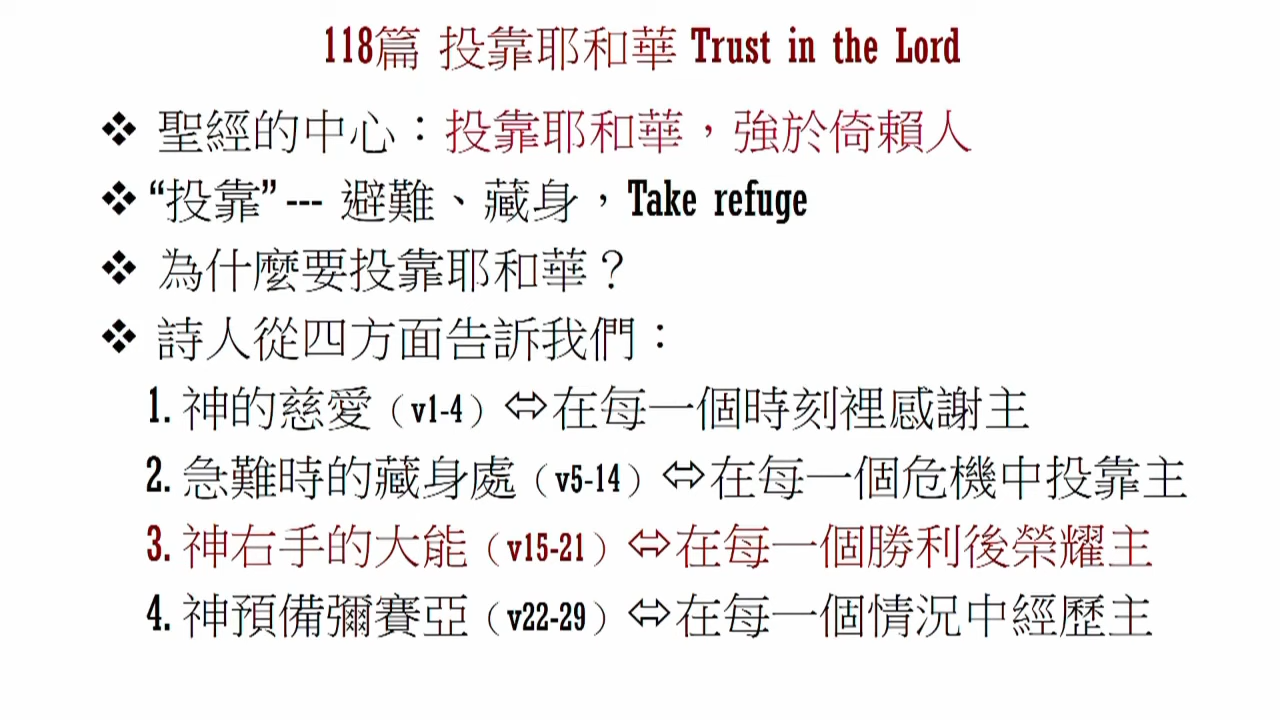 118篇 投靠耶和華 Trust in the Lord
❖ 聖經的中心：投靠耶和華，強於倚賴人
❖ “投靠” --- 避難、藏身，Take refuge
❖ 為什麼要投靠耶和華？
❖ 詩人從四方面告訴我們：
1. 神的慈愛（v1-4）⬄在每一個時刻裡感謝主
2. 急難時的藏身處（v5-14）⬄在每一個危機中投靠主
3. 神右手的大能（v15-21）⬄在每一個勝利後榮耀主
4. 神預備彌賽亞（v22-29）⬄在每一個情況中經歷主